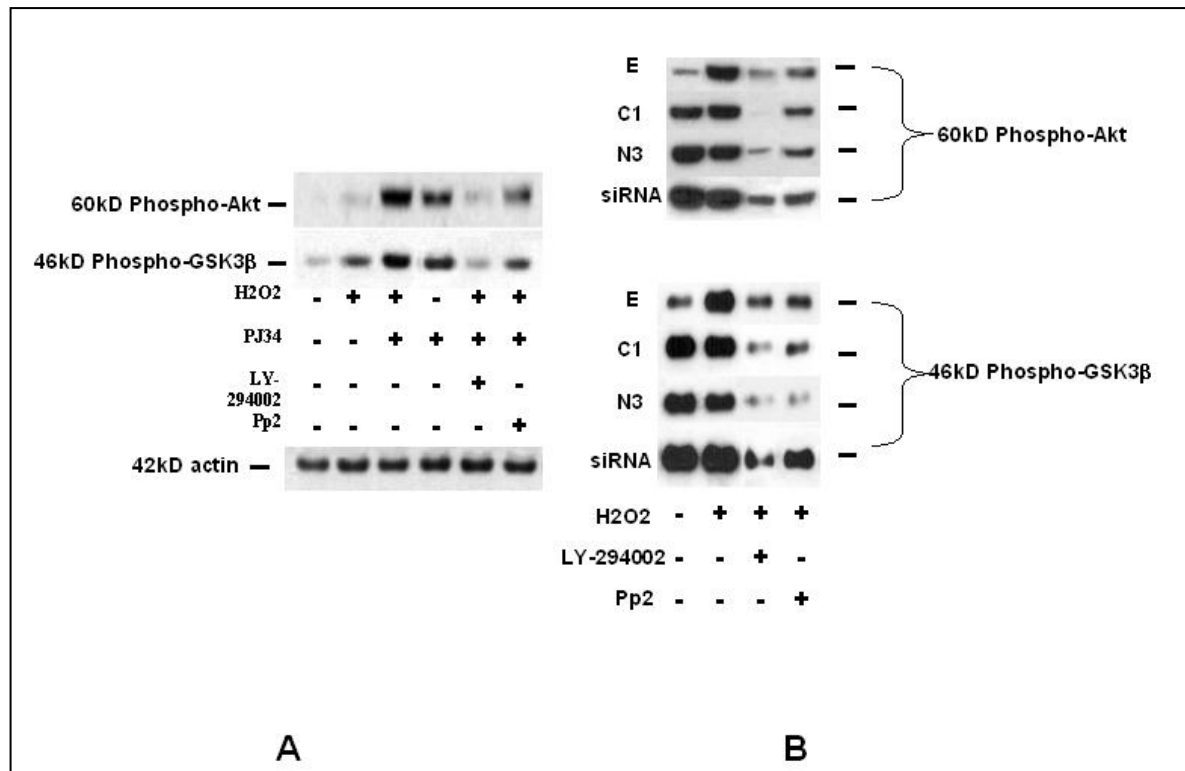 60kD Phospho-Akt
46kD Phospho-GSK3β
H2O2 - + + - + +
PJ34 - - + + + +
LY-294002 - - - - + -
Pp2 - - - - - +
42kD actin
A
E
C1
N3
siRNA
60kD Phospho-Akt
E
C1
N3
siRNA
46kD Phospho-GSK3β
H2O2 - + + +
LY-294002 - - + -
Pp2 - - - +
B